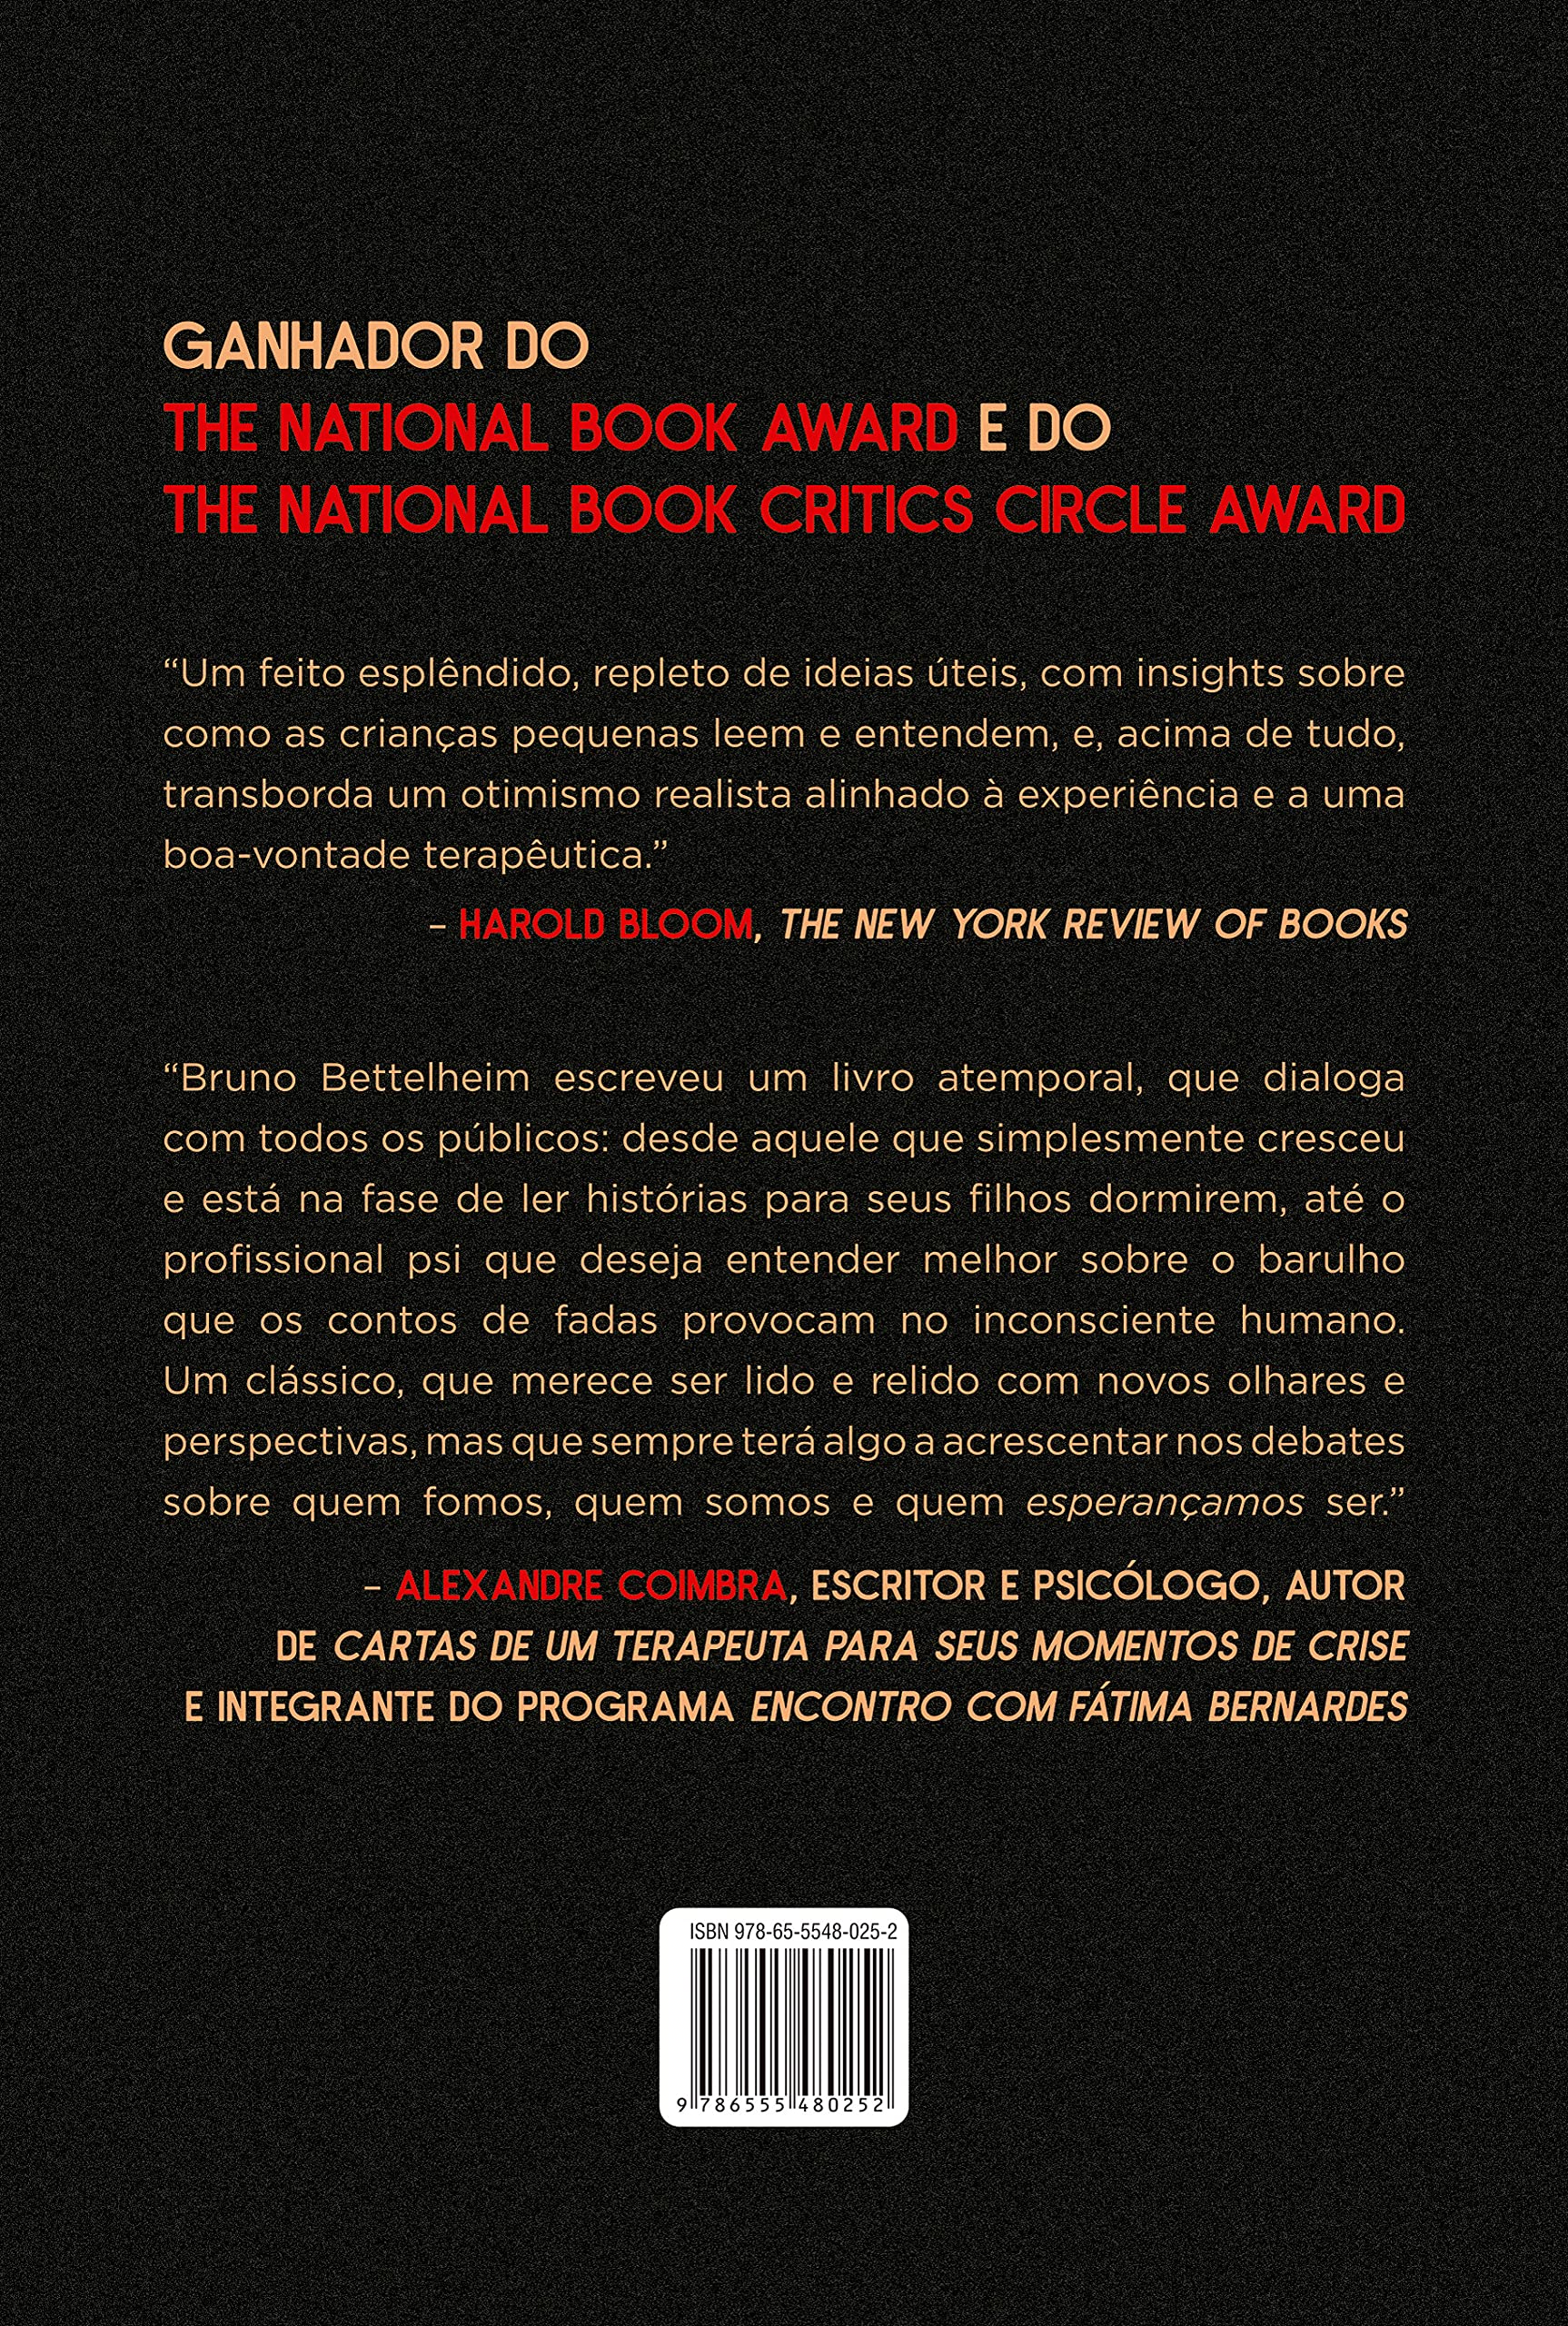 GANHADOR DO
THE NATIONAL BOOK AWARD E DO
THE NATIONAL BOOK CRITICS CIRCLE AWARD
“Um feito esplêndido, repleto de ideias úteis, com insights sobre
como as crianças pequenas leem e entendem, e, acima de tudo,
transborda um otimismo realista alinhado à experiência e a uma
boa-vontade terapêutica.”
– HAROLD BLOOM, THE NEW YORK REVIEW OF BOOKS
“Bruno Bettelheim escreveu um livro atemporal, que dialoga
com todos os públicos: desde aquele que simplesmente cresceu
e está na fase de ler histórias para seus filhos dormirem, até o
profissional psi que deseja entender melhor sobre o barulho
que os contos de fadas provocam no inconsciente humano.
Um clássico, que merece ser lido e relido com novos olhares e
perspectivas, mas que sempre terá algo a acrescentar nos debates
sobre quem fomos, quem somos e quem esperançamos ser.”
– ALEXANDRE COIMBRA, ESCRITOR E PSICÓLOGO, AUTOR
DE CARTAS DE UM TERAPEUTA PARA SEUS MOMENTOS DE CRISE
E INTEGRANTE DO PROGRAMA ENCONTRO COM FÁTIMA BERNARDES
ISBN 978-65-5548-025-2
9 786555 480252